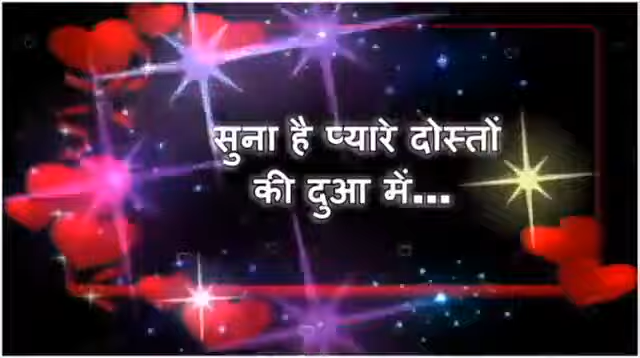 सुना है प्यारे दोस्तों
की दुआ में...